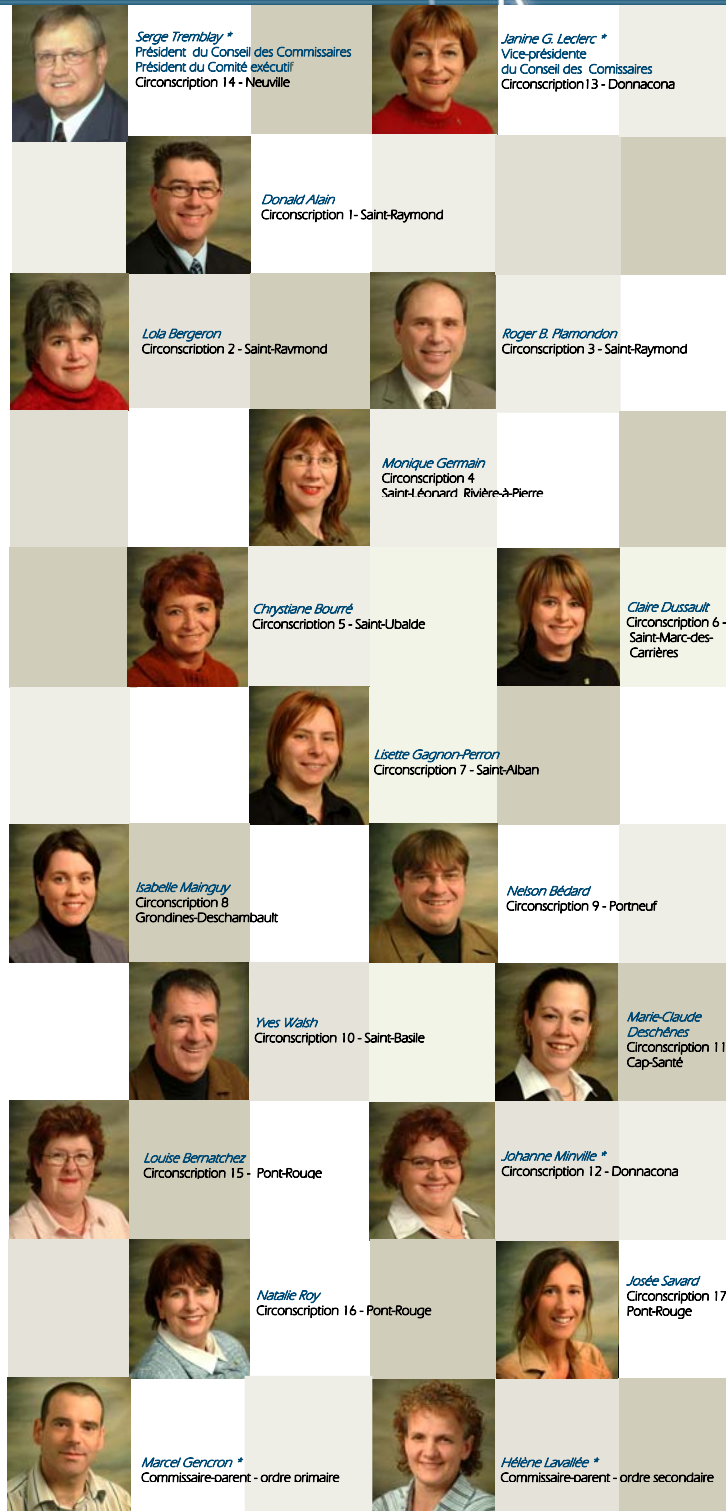 Serge Tremblay *
Président du Conseil des Commissaires
Président du Comité exécutif
Circonscription 14 - Neuville
Janine G. Leclerc *
Vice-présidente
du Conseil des Comissaires
Circonscription13 - Donnacona
Donald Alain
Circonscription 1- Saint-Raymond
Lola Bergeron
Circonscription 2 - Saint-Raymond
Roger B. Plamondon
Circonscription 3 - Saint-Raymond
Monique Germain
Circonscription 4
Saint-Léonard Rivière-à-Pierre
Chrystiane Bourré
Circonscription 5 - Saint-Ubalde
Claire Dussault
Circonscription 6 -
Saint-Marc-des-
Carrières
Lisette Gagnon-Perron
Circonscription 7 - Saint-Alban
Isabelle Mainguy
Circonscription 8
Grondines-Deschambault
Nelson Bédard
Circonscription 9 - Portneuf
Yves Walsh
Circonscription 10 - Saint-Basile
Marie-Claude
Deschênes
Circonscription 11
Cap-Santé
Louise Bernatchez
Circonscription 15 - Pont-Rouge
Johanne Minville *
Circonscription 12 - Donnacona
Natalie Roy
Circonscription 16 - Pont-Rouge
Josée Savard
Circonscription 17
Pont-Rouge
Marcel Gencron *
Commissaire-parent - ordre primaire
Hélène Lavallée *
Commissaire-parent - ordre secondaire